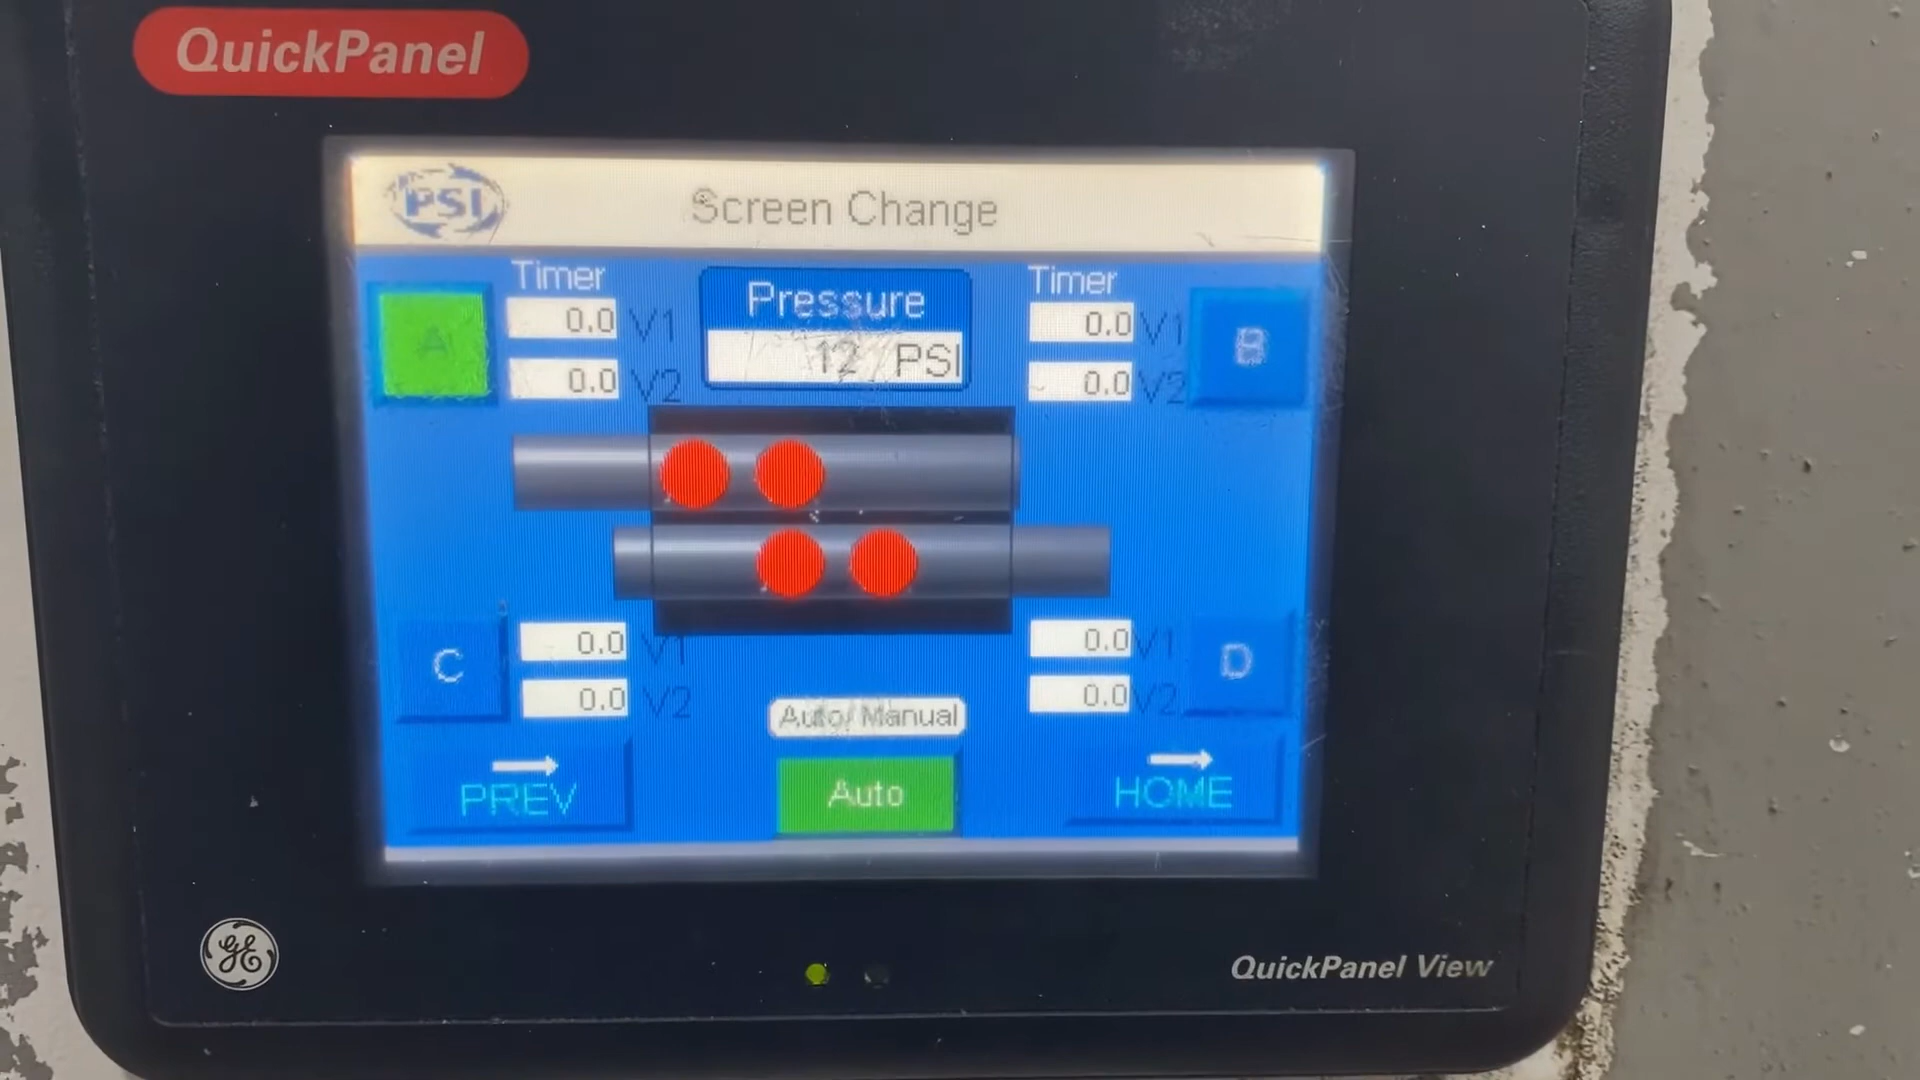 QuickPanel
PSI
Screen Change
Timer
Timer
A
0.0 V1
Pressure
0.0 V1
B
0.0 V2
12 PSI
0.0 V2
C
0.0 V1
0.0 V1
D
0.0 V2
0.0 V2
Auto/Manual
PREV
Auto
HOME
GE
QuickPanel View